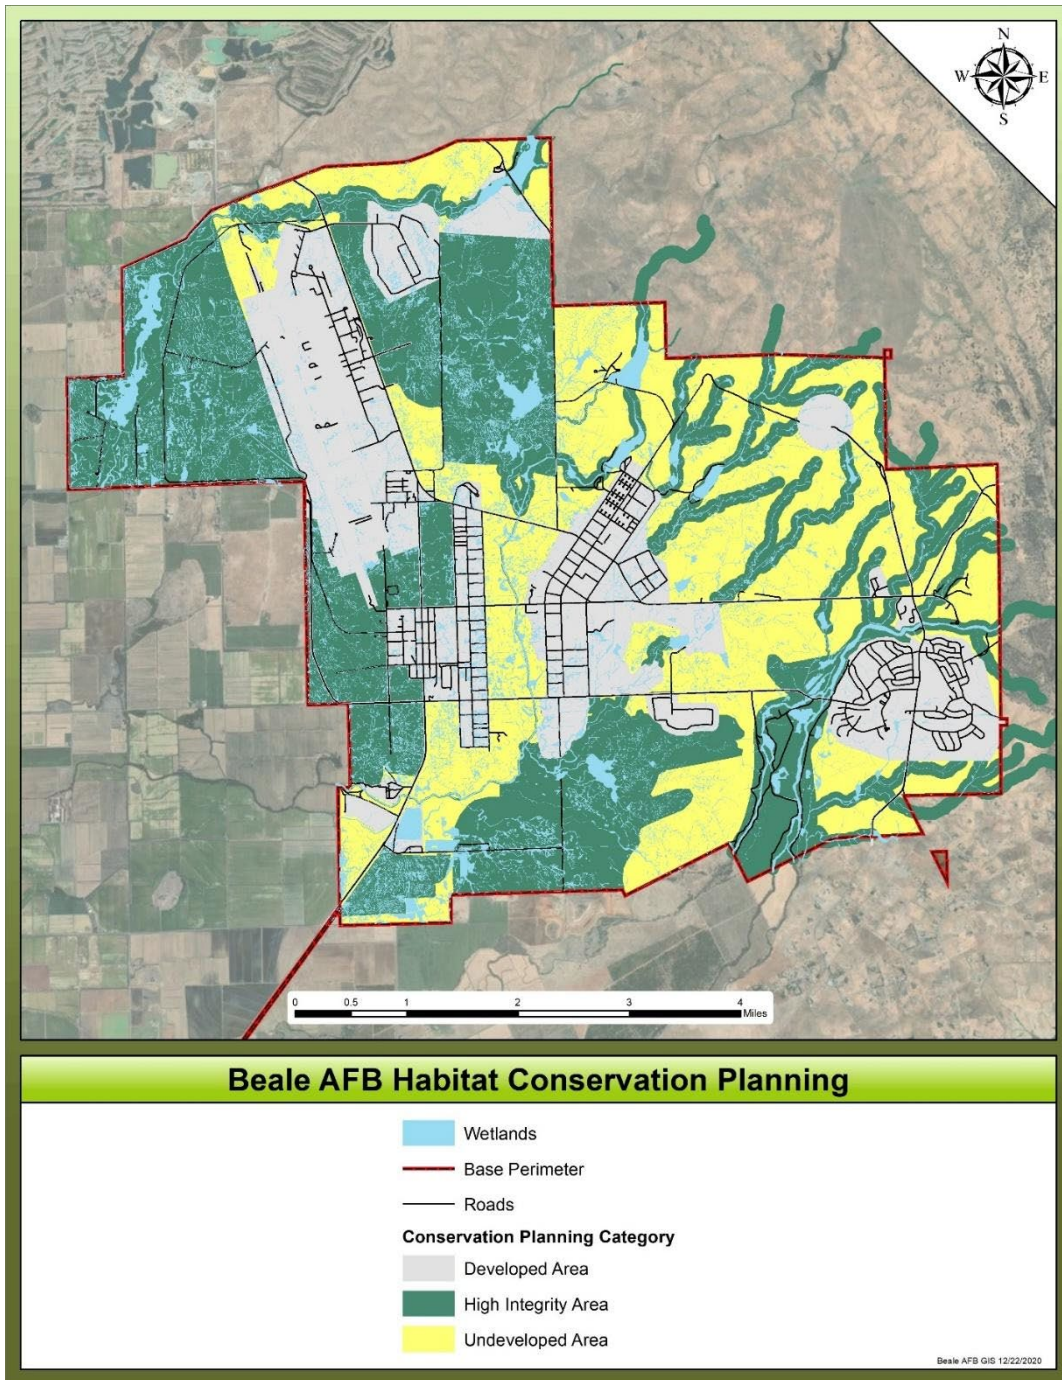 N
W E
S
0 0.5 1 2 3 4
Miles
Beale AFB Habitat Conservation Planning
Wetlands
Base Perimeter
Roads
Conservation Planning Category
Developed Area
High Integrity Area
Undeveloped Area
Beale AFB GIS 12/22/2020